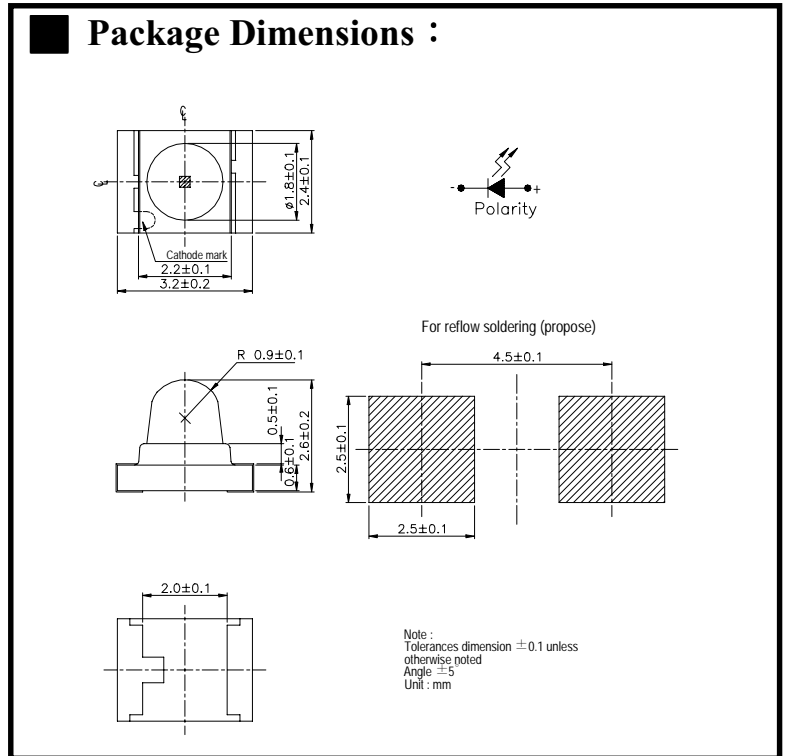 Package Dimensions：
℄
℄
ø1.8±0.1
2.4±0.1
Cathode mark
2.2±0.1
3.2±0.2
- +
Polarity
R 0.9±0.1
0.5±0.1
2.6±0.2
0.6±0.1
For reflow soldering (propose)
4.5±0.1
2.5±0.1
2.5±0.1
2.0±0.1
Note :
Tolerances dimension ±0.1 unless
otherwise noted
Angle ±5°
Unit : mm